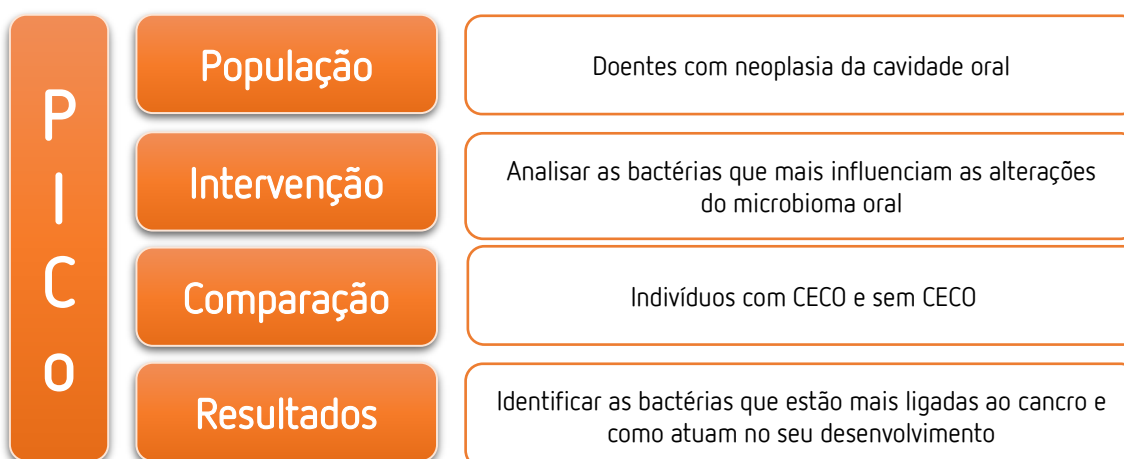 P
I
C
o
População
Doentes com neoplasia da cavidade oral
Intervenção
Analisar as bactérias que mais influenciam as alterações
do microbioma oral
Comparação
Indivíduos com CECO e sem CECO
Resultados
Identificar as bactérias que estão mais ligadas ao cancro e
como atuam no seu desenvolvimento